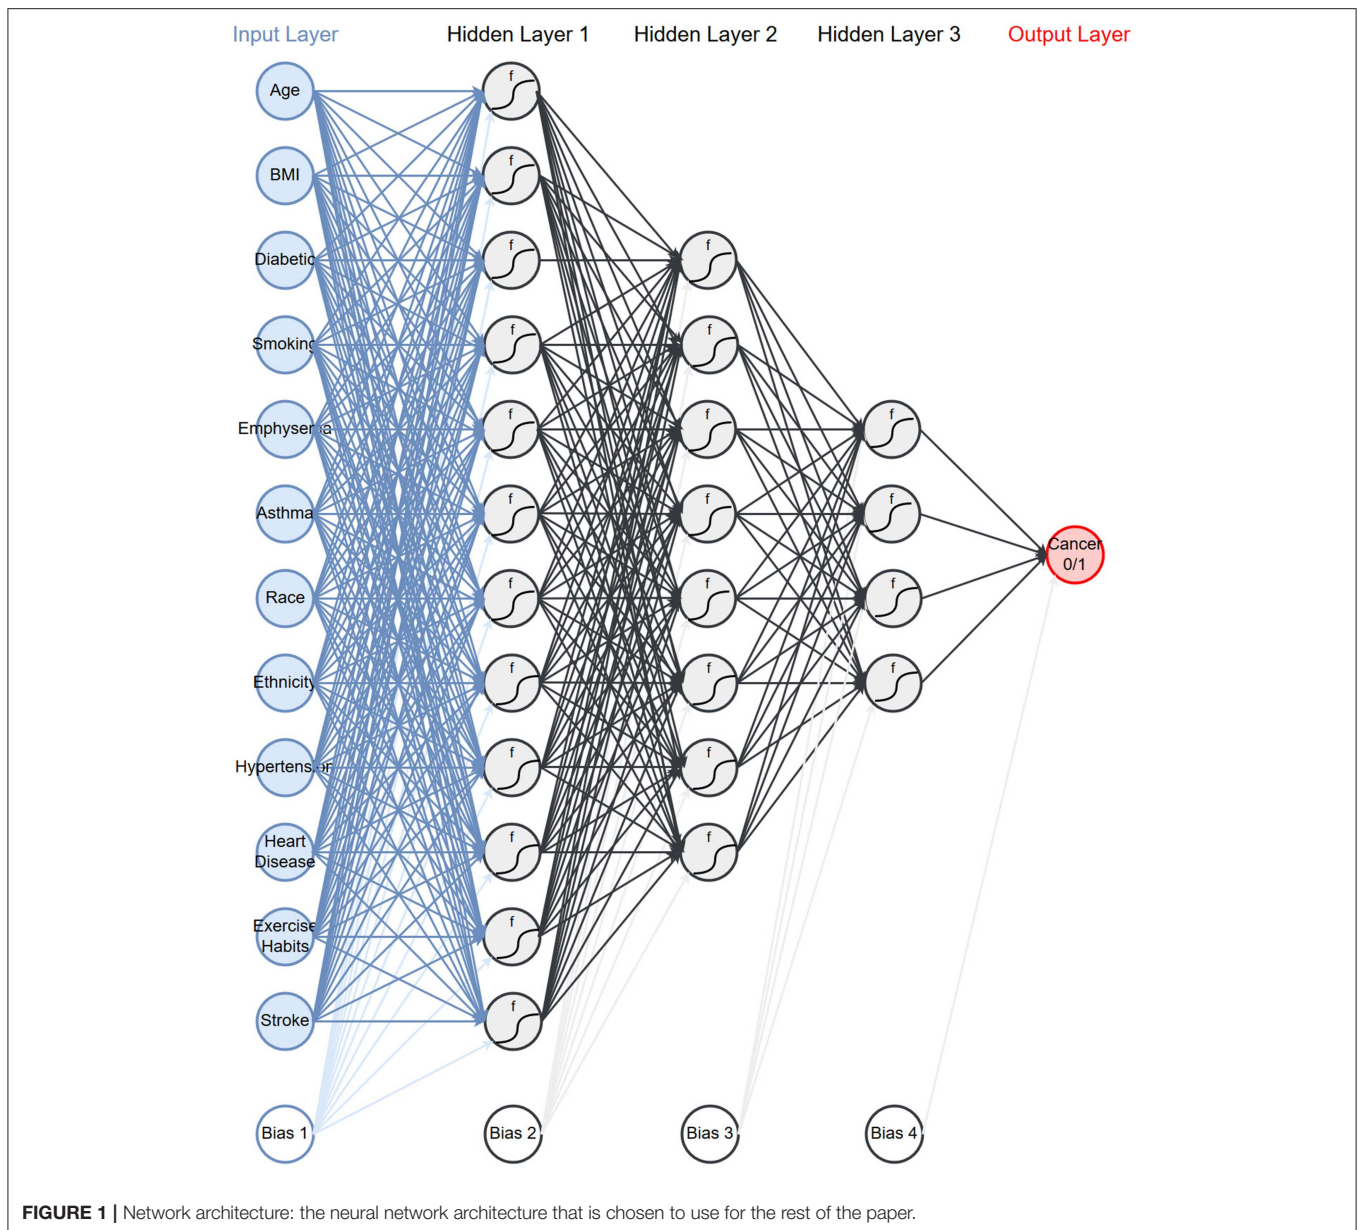 Input Layer Hidden Layer 1 Hidden Layer 2 Hidden Layer 3 Output Layer
Age
f
BMI
f
Diabetic
f
f
Smoking
f
f
Emphysema
f
f
f
Asthma
f
f
f
Cancer
0/1
Race
f
f
f
Ethnicity
f
f
f
Hypertension
f
f
Heart
Disease
f
f
Exercise
Habits
f
Stroke
f
Bias 1 Bias 2 Bias 3 Bias 4
FIGURE 1 | Network architecture: the neural network architecture that is chosen to use for the rest of the paper.